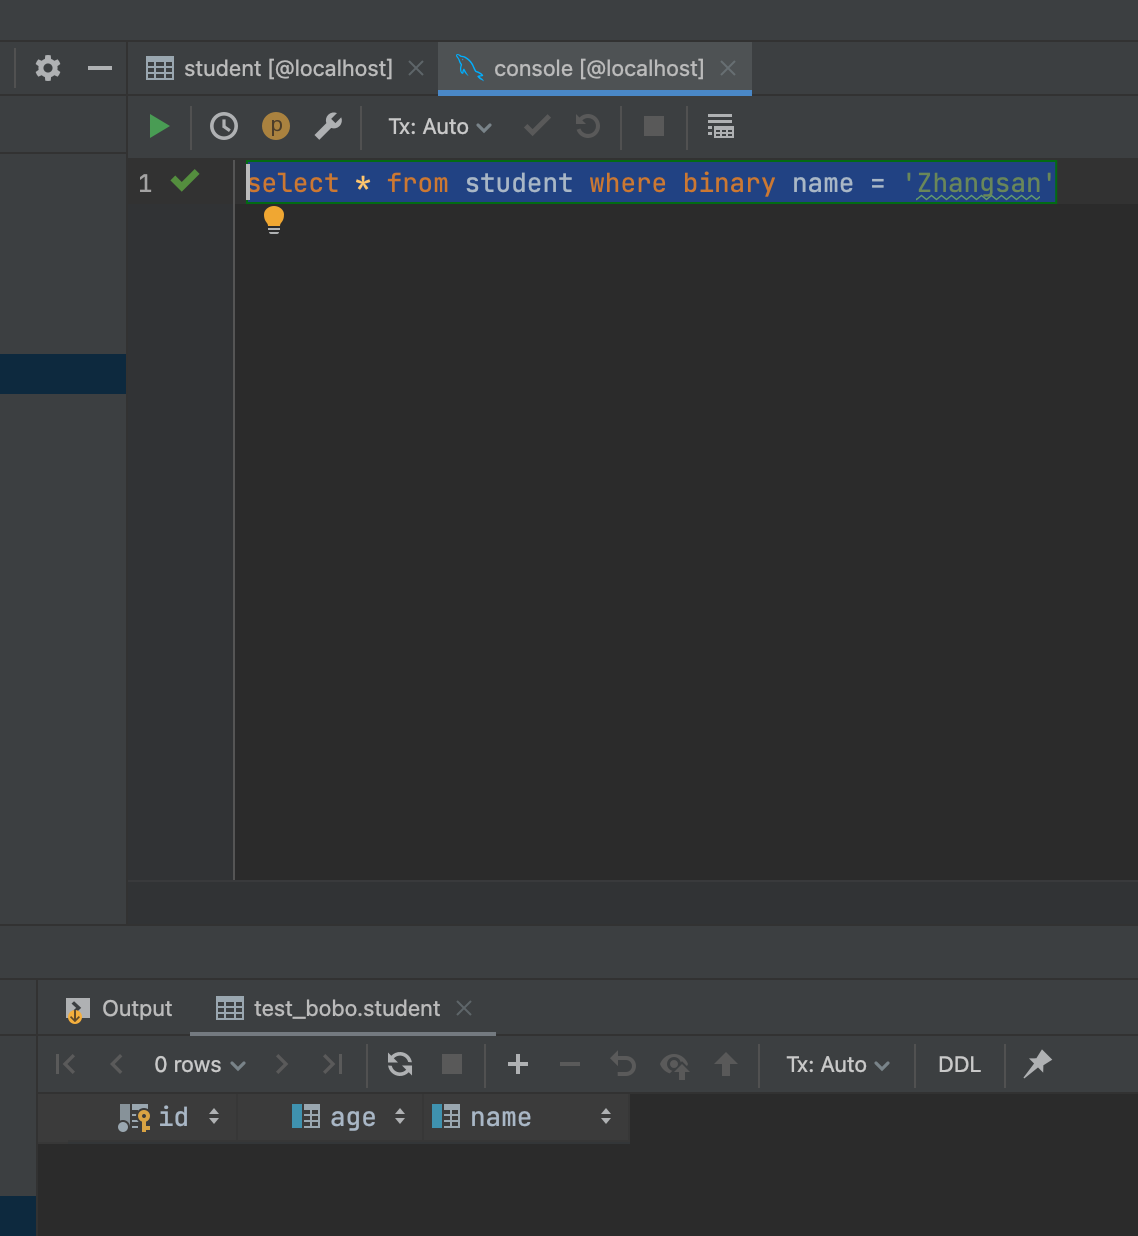 student [@localhost] console [@localhost]
p Tx: Auto
1 select * from student where binary name = 'Zhangsan'
Output test_bobo.student
0 rows Tx: Auto DDL
id age name